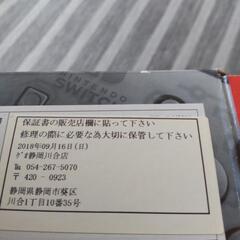 NINTENDO
SWITCH
保証書の販売店欄に貼って下さい
修理の際に必要な為大切に保管して下さい
2018年09月16日(日)
ｹﾞｵ静岡川合店
℡ 054-267-5070
〒 420 - 0923
静岡県静岡市葵区
川合1丁目10番35号